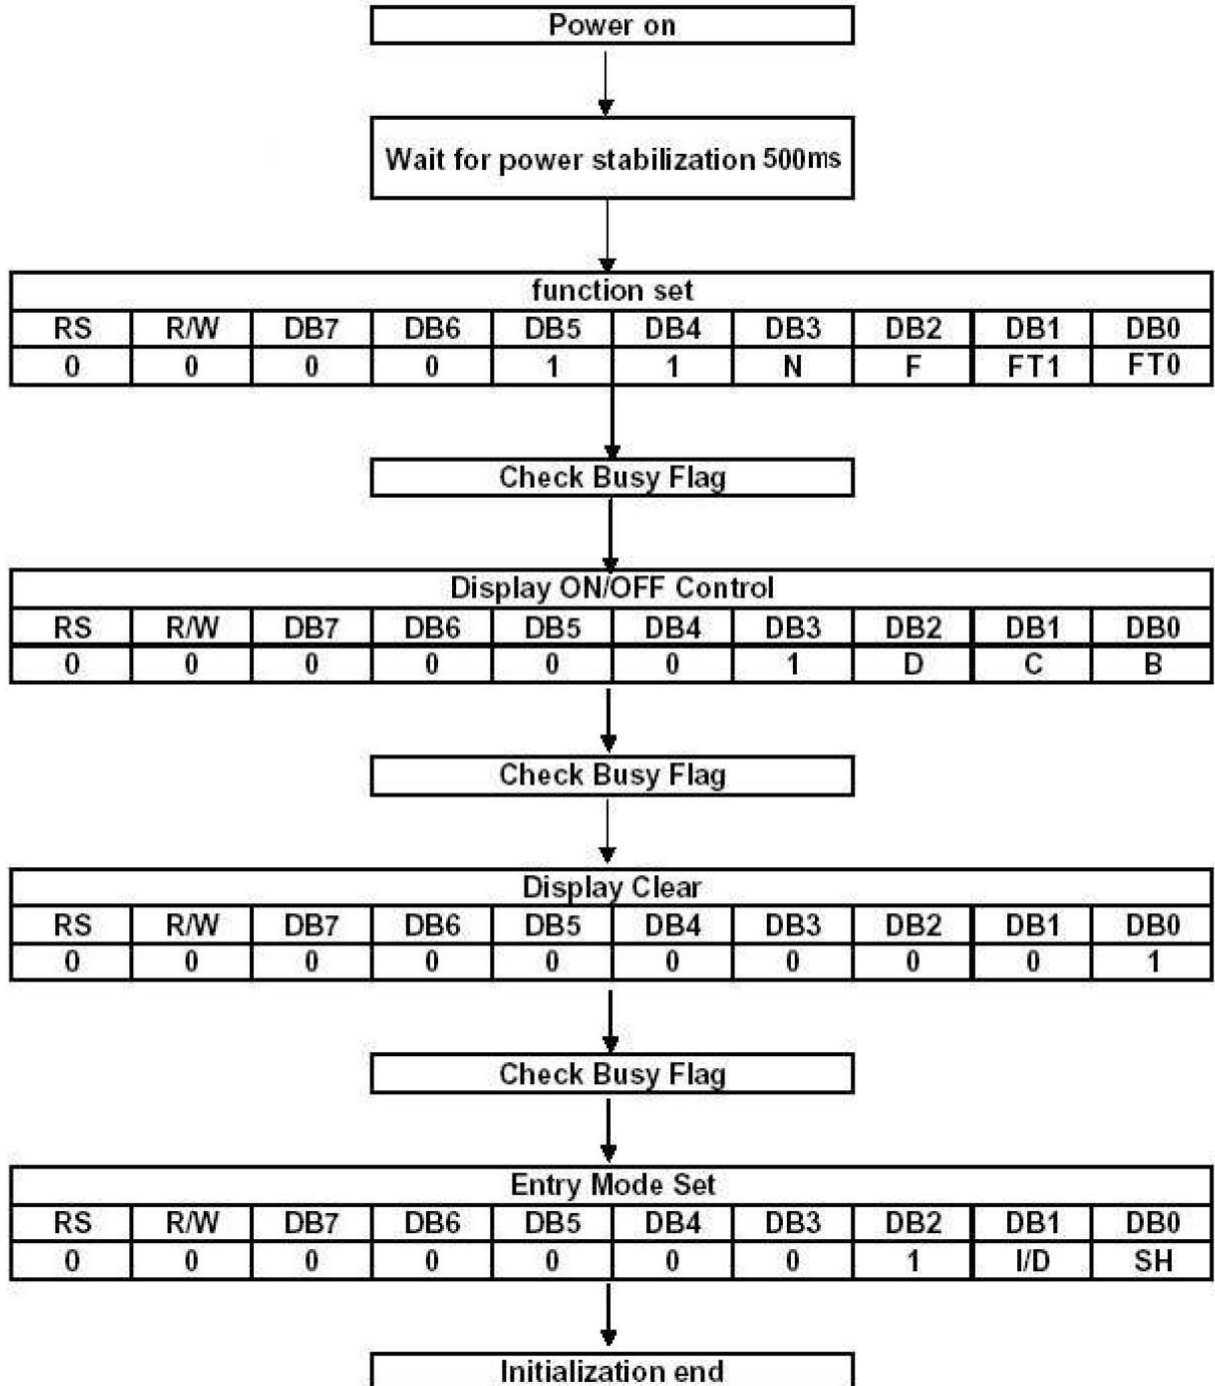 Power on
Wait for power stabilization 500ms
function set
RS R/W DB7 DB6 DB5 DB4 DB3 DB2 DB1 DB0
0 0 0 0 1 1 N F FT1 FT0
Check Busy Flag
Display ON/OFF Control
RS R/W DB7 DB6 DB5 DB4 DB3 DB2 DB1 DB0
0 0 0 0 0 0 1 D C B
Check Busy Flag
Display Clear
RS R/W DB7 DB6 DB5 DB4 DB3 DB2 DB1 DB0
0 0 0 0 0 0 0 0 0 1
Check Busy Flag
Entry Mode Set
RS R/W DB7 DB6 DB5 DB4 DB3 DB2 DB1 DB0
0 0 0 0 0 0 0 1 I/D SH
Initialization end